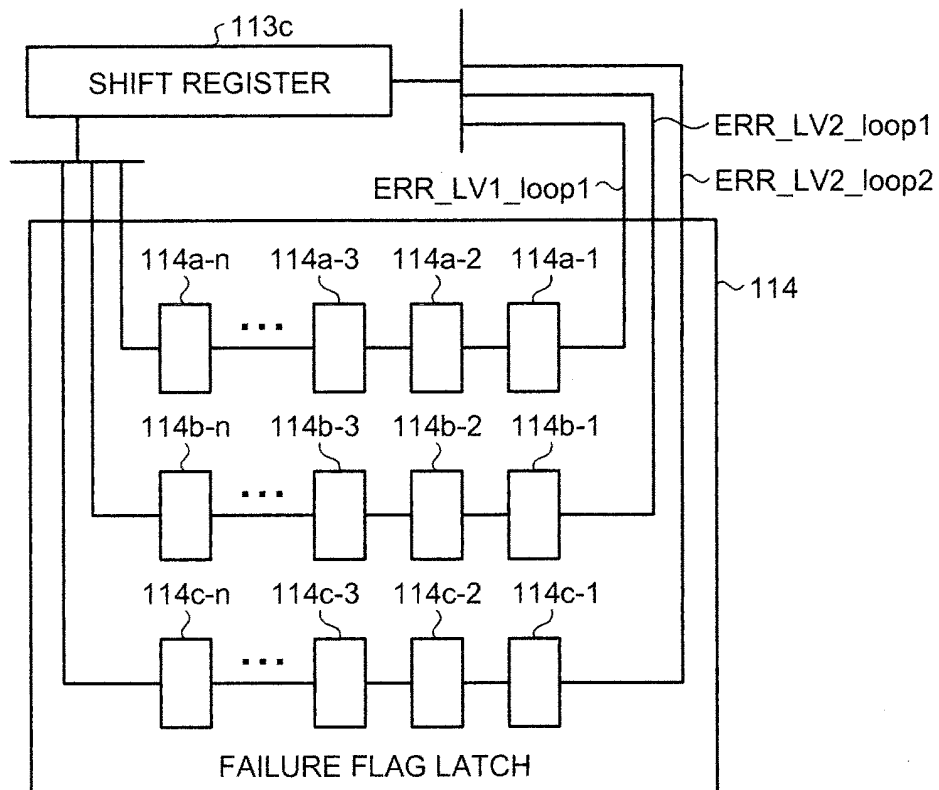 113c
SHIFT REGISTER
ERR_LV2_loop1
ERR_LV1_loop1
ERR_LV2_loop2
114a-n
114a-3
114a-2
114a-1
114
...
114b-n
114b-3
114b-2
114b-1
...
114c-n
114c-3
114c-2
114c-1
...
FAILURE FLAG LATCH